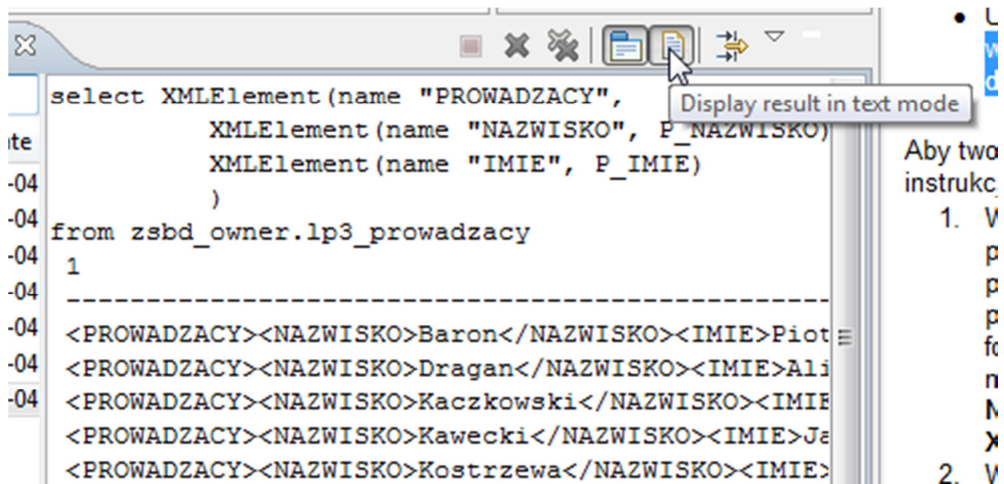 Display result in text mode
select XMLElement(name "PROWADZACY",
XMLElement(name "NAZWISKO", P_NAZWISKO)
XMLElement(name "IMIE", P_IMIE)
)
from zsbd_owner.lp3_prowadzacy
1
--------------------------------------------------
<PROWADZACY><NAZWISKO>Baron</NAZWISKO><IMIE>Piot
<PROWADZACY><NAZWISKO>Dragan</NAZWISKO><IMIE>Ali
<PROWADZACY><NAZWISKO>Kaczkowski</NAZWISKO><IMIE
<PROWADZACY><NAZWISKO>Kawecki</NAZWISKO><IMIE>Ja
<PROWADZACY><NAZWISKO>Kostrzewa</NAZWISKO><IMIE>
te
-04
-04
-04
-04
-04
-04
-04
Aby two
instrukc
1. W
p
p
p
fo
m
N
X
2. W